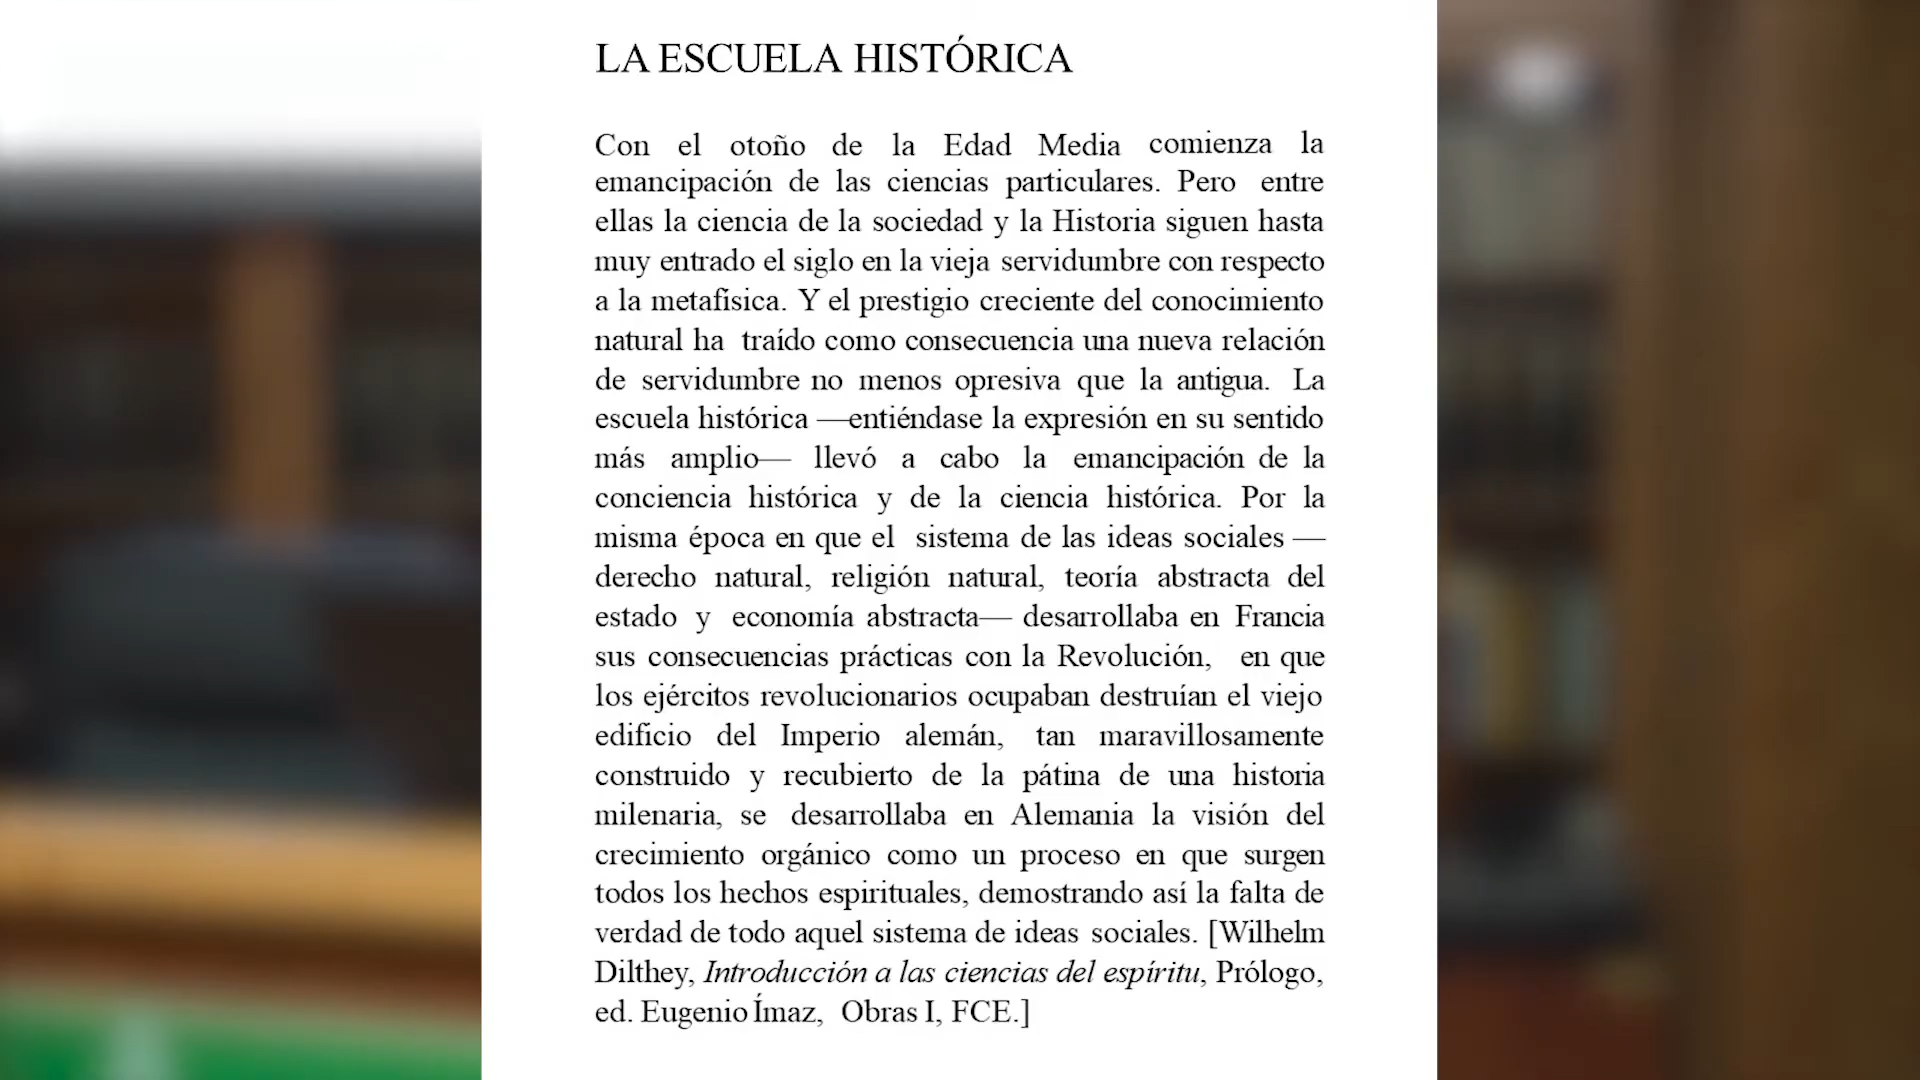 LA ESCUELA HISTÓRICA
Con el otoño de la Edad Media comienza la
emancipación de las ciencias particulares. Pero entre
ellas la ciencia de la sociedad y la Historia siguen hasta
muy entrado el siglo en la vieja servidumbre con respecto
a la metafísica. Y el prestigio creciente del conocimiento
natural ha traído como consecuencia una nueva relación
de servidumbre no menos opresiva que la antigua. La
escuela histórica —entiéndase la expresión en su sentido
más amplio— llevó a cabo la emancipación de la
conciencia histórica y de la ciencia histórica. Por la
misma época en que el sistema de las ideas sociales —
derecho natural, religión natural, teoría abstracta del
estado y economía abstracta— desarrollaba en Francia
sus consecuencias prácticas con la Revolución, en que
los ejércitos revolucionarios ocupaban destruían el viejo
edificio del Imperio alemán, tan maravillosamente
construido y recubierto de la pátina de una historia
milenaria, se desarrollaba en Alemania la visión del
crecimiento orgánico como un proceso en que surgen
todos los hechos espirituales, demostrando así la falta de
verdad de todo aquel sistema de ideas sociales. [Wilhelm
Dilthey, Introducción a las ciencias del espíritu, Prólogo,
ed. Eugenio Ímaz, Obras I, FCE.]